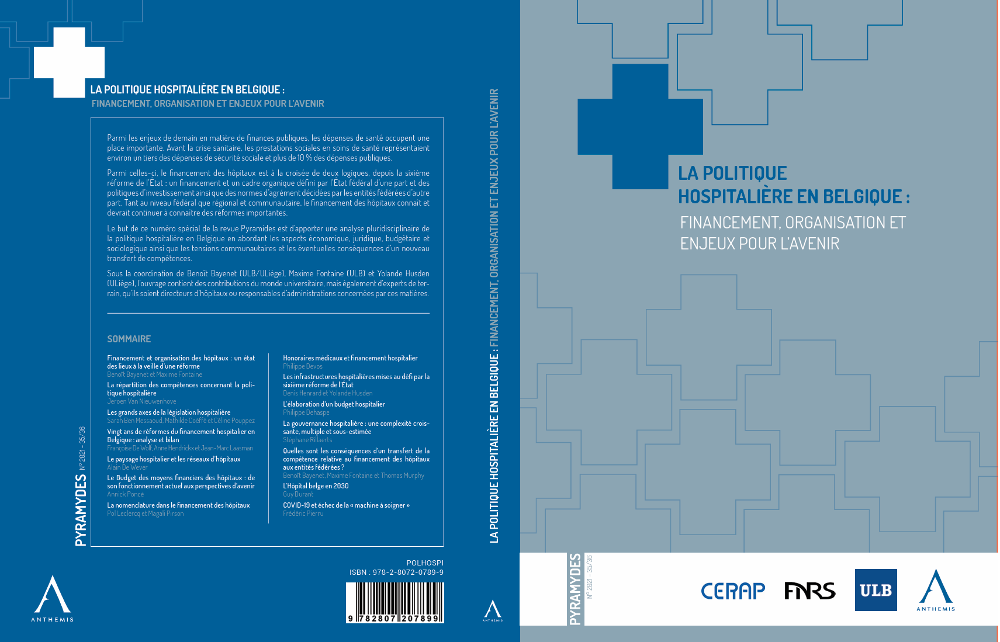 LA POLITIQUE HOSPITALIÈRE EN BELGIQUE :
FINANCEMENT, ORGANISATION ET ENJEUX POUR L'AVENIR
Parmi les enjeux de demain en matière de finances publiques, les dépenses de santé occupent une
place importante. Avant la crise sanitaire, les prestations sociales en soins de santé représentaient
environ un tiers des dépenses de sécurité sociale et plus de 10 % des dépenses publiques.
Parmi celles-ci, le financement des hôpitaux est à la croisée de deux logiques, depuis la sixième
réforme de l'État : un financement et un cadre organique défini par l'État fédéral d'une part et des
politiques d'investissement ainsi que des normes d'agrément décidées par les entités fédérées d'autre
part. Tant au niveau fédéral que régional et communautaire, le financement des hôpitaux connaît et
devrait continuer à connaître des réformes importantes.
Le but de ce numéro spécial de la revue Pyramides est d'apporter une analyse pluridisciplinaire de
la politique hospitalière en Belgique en abordant les aspects économique, juridique, budgétaire et
sociologique ainsi que les tensions communautaires et les éventuelles conséquences d'un nouveau
transfert de compétences.
Sous la coordination de Benoît Bayenet (ULB/ULiège), Maxime Fontaine (ULB) et Yolande Husden
(ULiège), l'ouvrage contient des contributions du monde universitaire, mais également d'experts de ter-
rain, qu'ils soient directeurs d'hôpitaux ou responsables d'administrations concernées par ces matières.
SOMMAIRE
Financement et organisation des hôpitaux : un état
des lieux à la veille d'une réforme
Benoît Bayenet et Maxime Fontaine
La répartition des compétences concernant la poli-
tique hospitalière
Jeroen Van Nieuwenhove
Les grands axes de la législation hospitalière
Sarah Ben Messaoud, Mathilde Coëffé et Céline Pouppez
Vingt ans de réformes du financement hospitalier en
Belgique : analyse et bilan
Françoise De Wolf, Anne Hendrickx et Jean-Marc Laasman
Le paysage hospitalier et les réseaux d'hôpitaux
Alain De Wever
Le Budget des moyens financiers des hôpitaux : de
son fonctionnement actuel aux perspectives d'avenir
Annick Poncé
La nomenclature dans le financement des hôpitaux
Pol Leclercq et Magali Pirson
Honoraires médicaux et financement hospitalier
Philippe Devos
Les infrastructures hospitalières mises au défi par la
sixième réforme de l'État
Denis Henrard et Yolande Husden
L'élaboration d'un budget hospitalier
Philippe Dehaspe
La gouvernance hospitalière : une complexité crois-
sante, multiple et sous-estimée
Stéphane Rillaerts
Quelles sont les conséquences d'un transfert de la
compétence relative au financement des hôpitaux
aux entités fédérées ?
Benoît Bayenet, Maxime Fontaine et Thomas Murphy
L'Hôpital belge en 2030
Guy Durant
COVID-19 et échec de la « machine à soigner »
Frédéric Pierru
PYRAMYDES N° 2021 – 35/36
POLHOSPI
ISBN : 978-2-8072-0789-9
9 782807 207899
ANTHEMIS
LA POLITIQUE HOSPITALIÈRE EN BELGIQUE : FINANCEMENT, ORGANISATION ET ENJEUX POUR L'AVENIR
ANTHEMIS
LA POLITIQUE
HOSPITALIÈRE EN BELGIQUE :
FINANCEMENT, ORGANISATION ET
ENJEUX POUR L'AVENIR
PYRAMYDES
N° 2021 – 35/36
CERAP
FNRS
ULB
ANTHEMIS